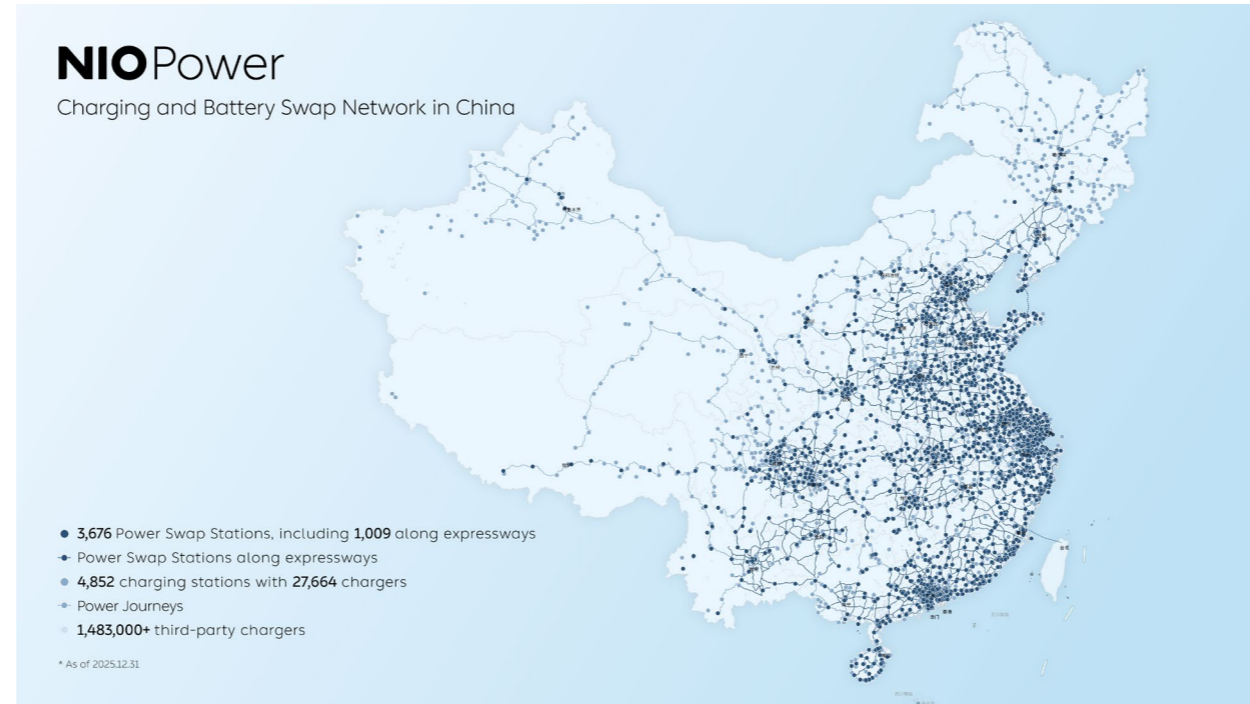 NIO Power
Charging and Battery Swap Network in China
3,676 Power Swap Stations, including 1,009 along expressways
Power Swap Stations along expressways
4,852 charging stations with 27,664 chargers
Power Journeys
1,483,000+ third-party chargers
* As of 2025.12.31